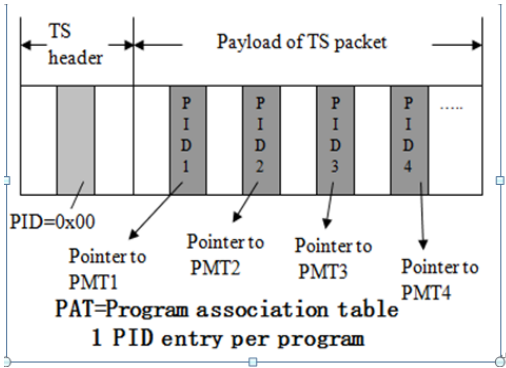 TS
header
Payload of TS packet
P
I
D
1
P
I
D
2
P
I
D
3
P
I
D
4
.....
PID=0x00
Pointer to
PMT1
Pointer to
PMT2
Pointer to
PMT3
Pointer to
PMT4
PAT=Program association table
1 PID entry per program